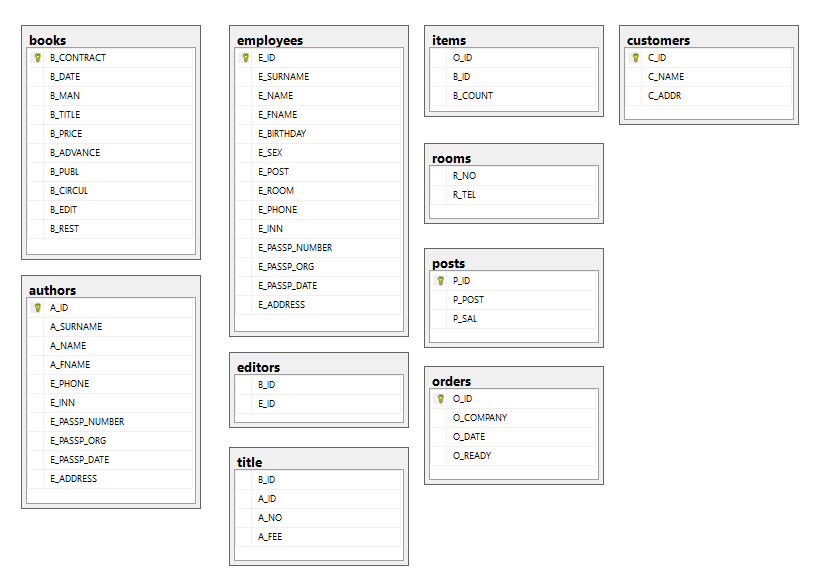 books
B_CONTRACT
B_DATE
B_MAN
B_TITLE
B_PRICE
B_ADVANCE
B_PUBL
B_CIRCUL
B_EDIT
B_REST
authors
A_ID
A_SURNAME
A_NAME
A_FNAME
E_PHONE
E_INN
E_PASSP_NUMBER
E_PASSP_ORG
E_PASSP_DATE
E_ADDRESS
employees
E_ID
E_SURNAME
E_NAME
E_FNAME
E_BIRTHDAY
E_SEX
E_POST
E_ROOM
E_PHONE
E_INN
E_PASSP_NUMBER
E_PASSP_ORG
E_PASSP_DATE
E_ADDRESS
editors
B_ID
E_ID
title
B_ID
A_ID
A_NO
A_FEE
items
O_ID
B_ID
B_COUNT
rooms
R_NO
R_TEL
posts
P_ID
P_POST
P_SAL
orders
O_ID
O_COMPANY
O_DATE
O_READY
customers
C_ID
C_NAME
C_ADDR